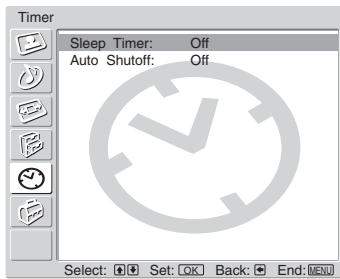 Timer
Sleep Timer: Off
Auto Shutoff: Off
Select: Set: OK Back: End: MENU